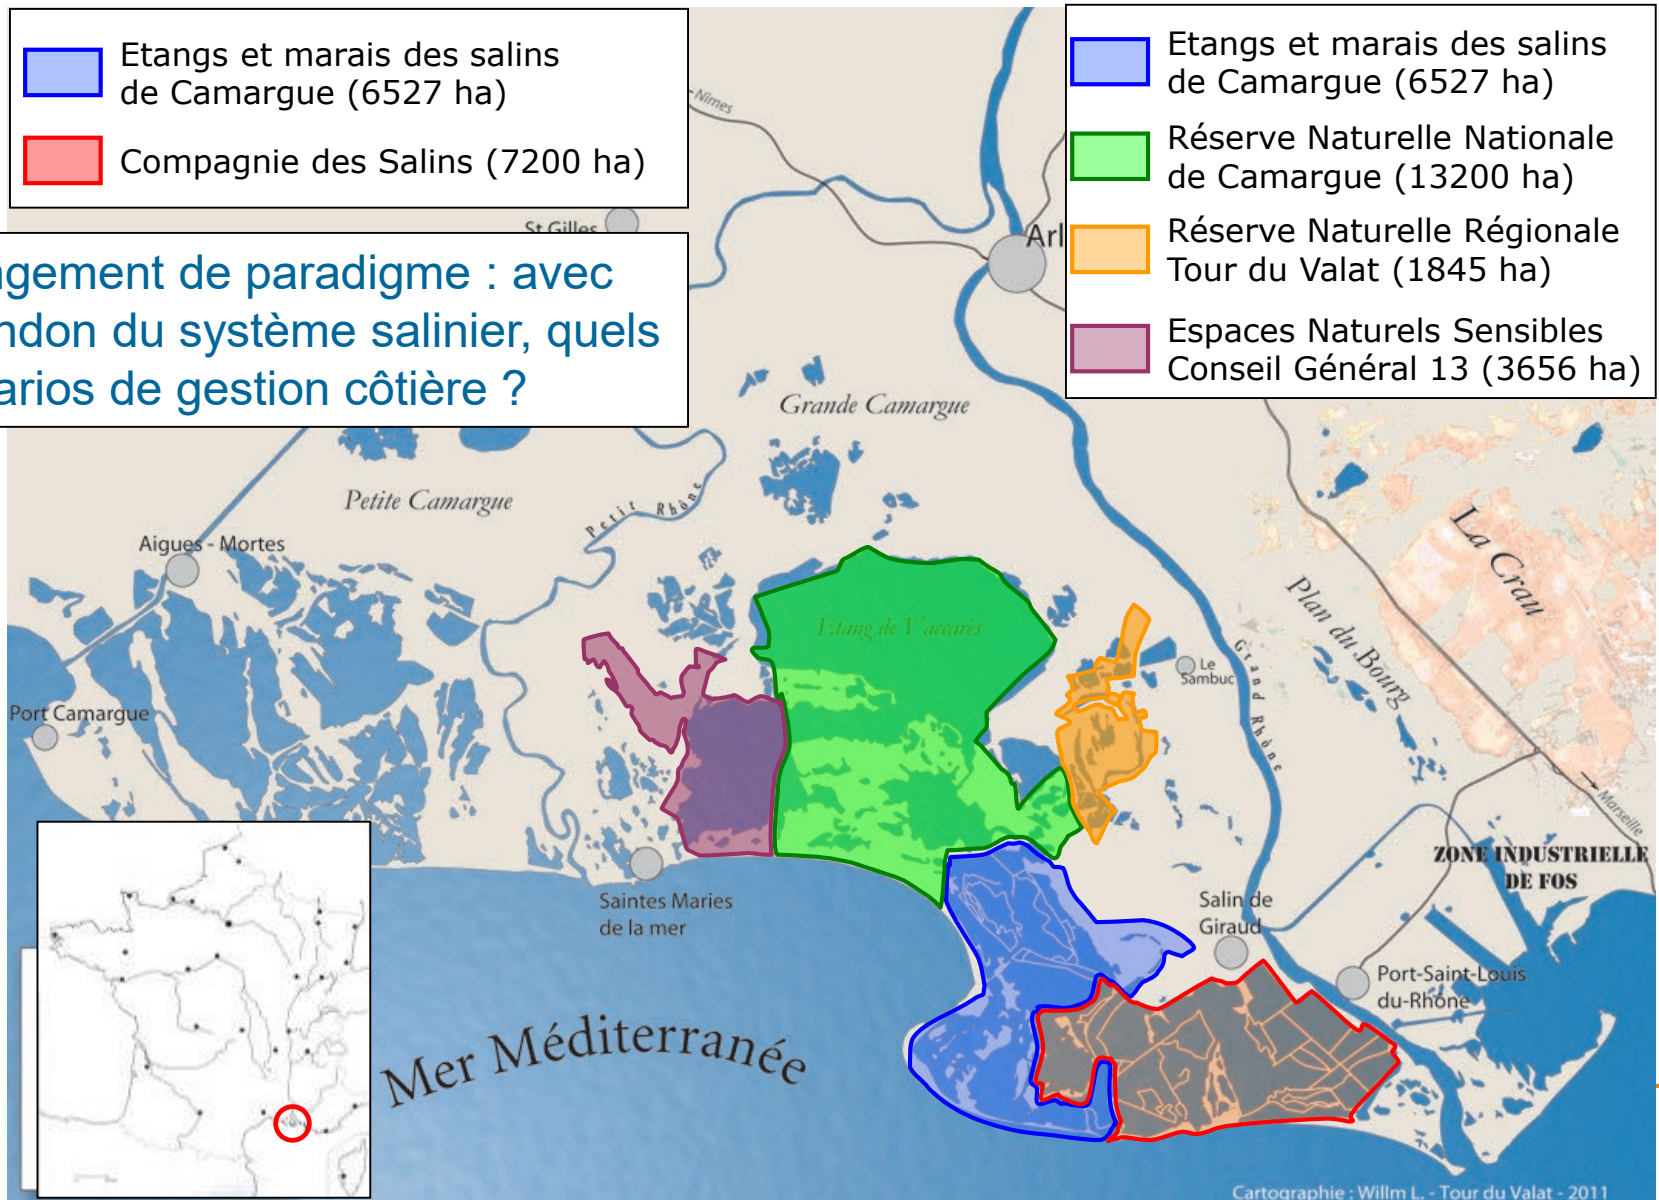 Etangs et marais des salins
de Camargue (6527 ha)
Compagnie des Salins (7200 ha)
Etangs et marais des salins
de Camargue (6527 ha)
Réserve Naturelle Nationale
de Camargue (13200 ha)
Réserve Naturelle Régionale
Tour du Valat (1845 ha)
Espaces Naturels Sensibles
Conseil Général 13 (3656 ha)
Nimes
St Gilles
Arl
ngement de paradigme : avec
ndon du système salinier, quels
arios de gestion côtière ?
Grande Camargue
Petite Camargue
Petit Rhône
Aigues - Mortes
La Crau
Plan du Bourg
Etang de Vaccarès
Le
Sambuc
Grand Rhône
Port Camargue
Marseille
ZONE INDUSTRIELLE
DE FOS
Saintes Maries
de la mer
Salin de
Giraud
Port-Saint-Louis
du-Rhône
Mer Méditerranée
Cartographie : Willm L. - Tour du Valat - 2011